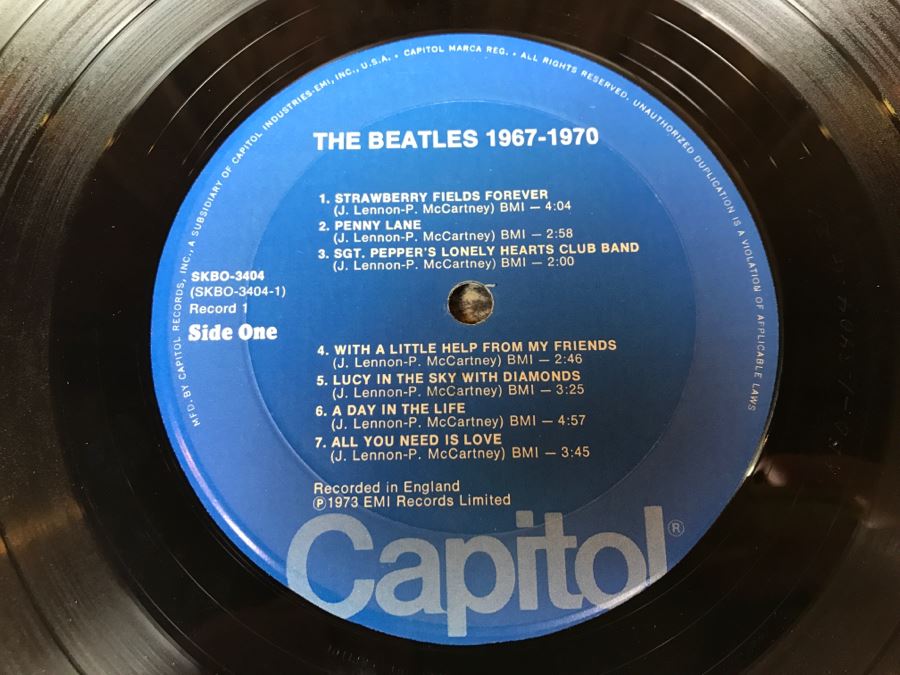 MFD. BY CAPITOL RECORDS, INC., A SUBSIDIARY OF CAPITOL INDUSTRIES-EMI, INC., U.S.A. • CAPITOL MARCA REG. • ALL RIGHTS RESERVED. UNAUTHORIZED DUPLICATION IS A VIOLATION OF APPLICABLE LAWS
THE BEATLES 1967-1970
1. STRAWBERRY FIELDS FOREVER
(J. Lennon-P. McCartney) BMI — 4:04
2. PENNY LANE
(J. Lennon-P. McCartney) BMI — 2:58
3. SGT. PEPPER'S LONELY HEARTS CLUB BAND
(J. Lennon-P. McCartney) BMI — 2:00
SKBO-3404
(SKBO-3404-1)
Record 1
Side One
4. WITH A LITTLE HELP FROM MY FRIENDS
(J. Lennon-P. McCartney) BMI — 2:46
5. LUCY IN THE SKY WITH DIAMONDS
(J. Lennon-P. McCartney) BMI — 3:25
6. A DAY IN THE LIFE
(J. Lennon-P. McCartney) BMI — 4:57
7. ALL YOU NEED IS LOVE
(J. Lennon-P. McCartney) BMI — 3:45
Recorded in England
℗1973 EMI Records Limited
Capitol®